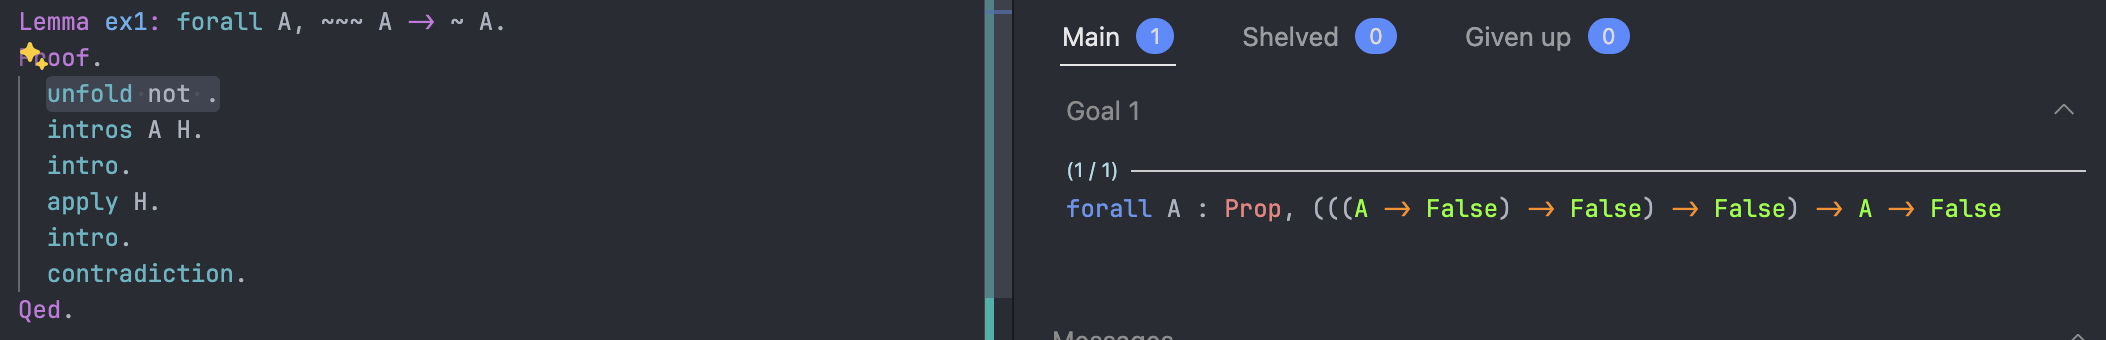 Lemma ex1: forall A, ~~~ A -> ~ A.
Proof.
unfold not .
intros A H.
intro.
apply H.
intro.
contradiction.
Qed.
Main 1 Shelved 0 Given up 0
Goal 1
(1 / 1)
forall A : Prop, (((A -> False) -> False) -> False) -> A -> False
Messages